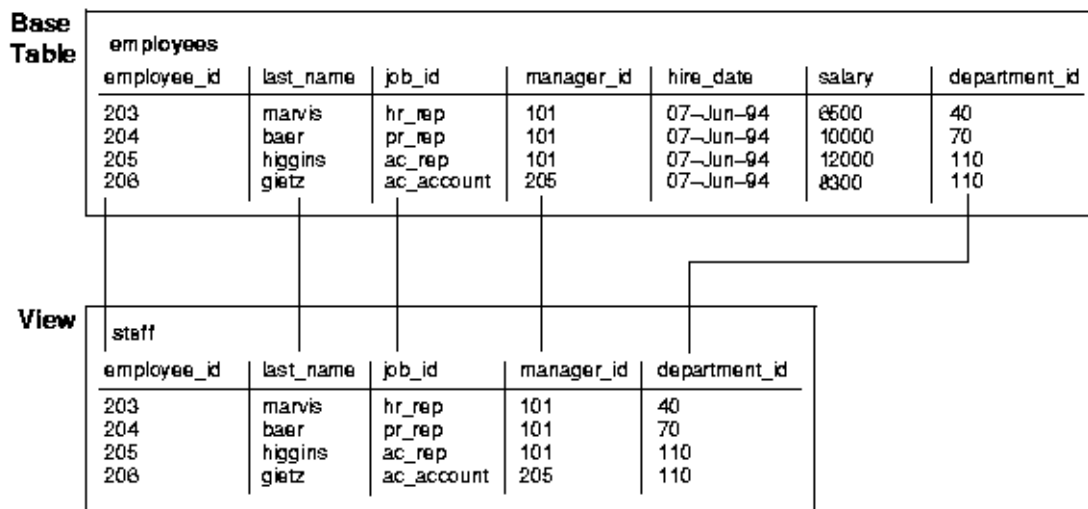 Base Table
employees
employee_id last_name job_id manager_id hire_date salary department_id
203 marvis hr_rep 101 07-Jun-94 6500 40
204 baer pr_rep 101 07-Jun-94 10000 70
205 higgins ac_rep 101 07-Jun-94 12000 110
206 gietz ac_account 205 07-Jun-94 8300 110
View
staff
employee_id last_name job_id manager_id department_id
203 marvis hr_rep 101 40
204 baer pr_rep 101 70
205 higgins ac_rep 101 110
206 gietz ac_account 205 110